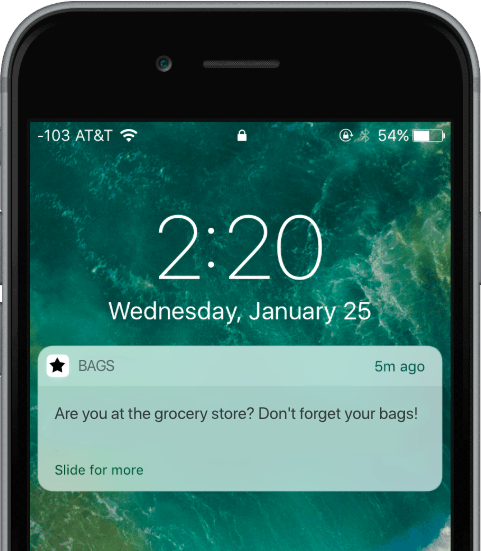 -103 AT&T 54%
2:20
Wednesday, January 25
BAGS 5m ago
Are you at the grocery store? Don't forget your bags!
Slide for more